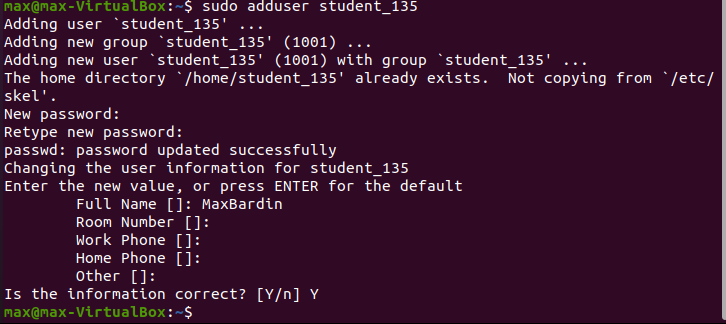 max@max-VirtualBox:~$ sudo adduser student_135
Adding user `student_135' ...
Adding new group `student_135' (1001) ...
Adding new user `student_135' (1001) with group `student_135' ...
The home directory `/home/student_135' already exists.  Not copying from `/etc/
skel'.
New password:
Retype new password:
passwd: password updated successfully
Changing the user information for student_135
Enter the new value, or press ENTER for the default
        Full Name []: MaxBardin
        Room Number []:
        Work Phone []:
        Home Phone []:
        Other []:
Is the information correct? [Y/n] Y
max@max-VirtualBox:~$